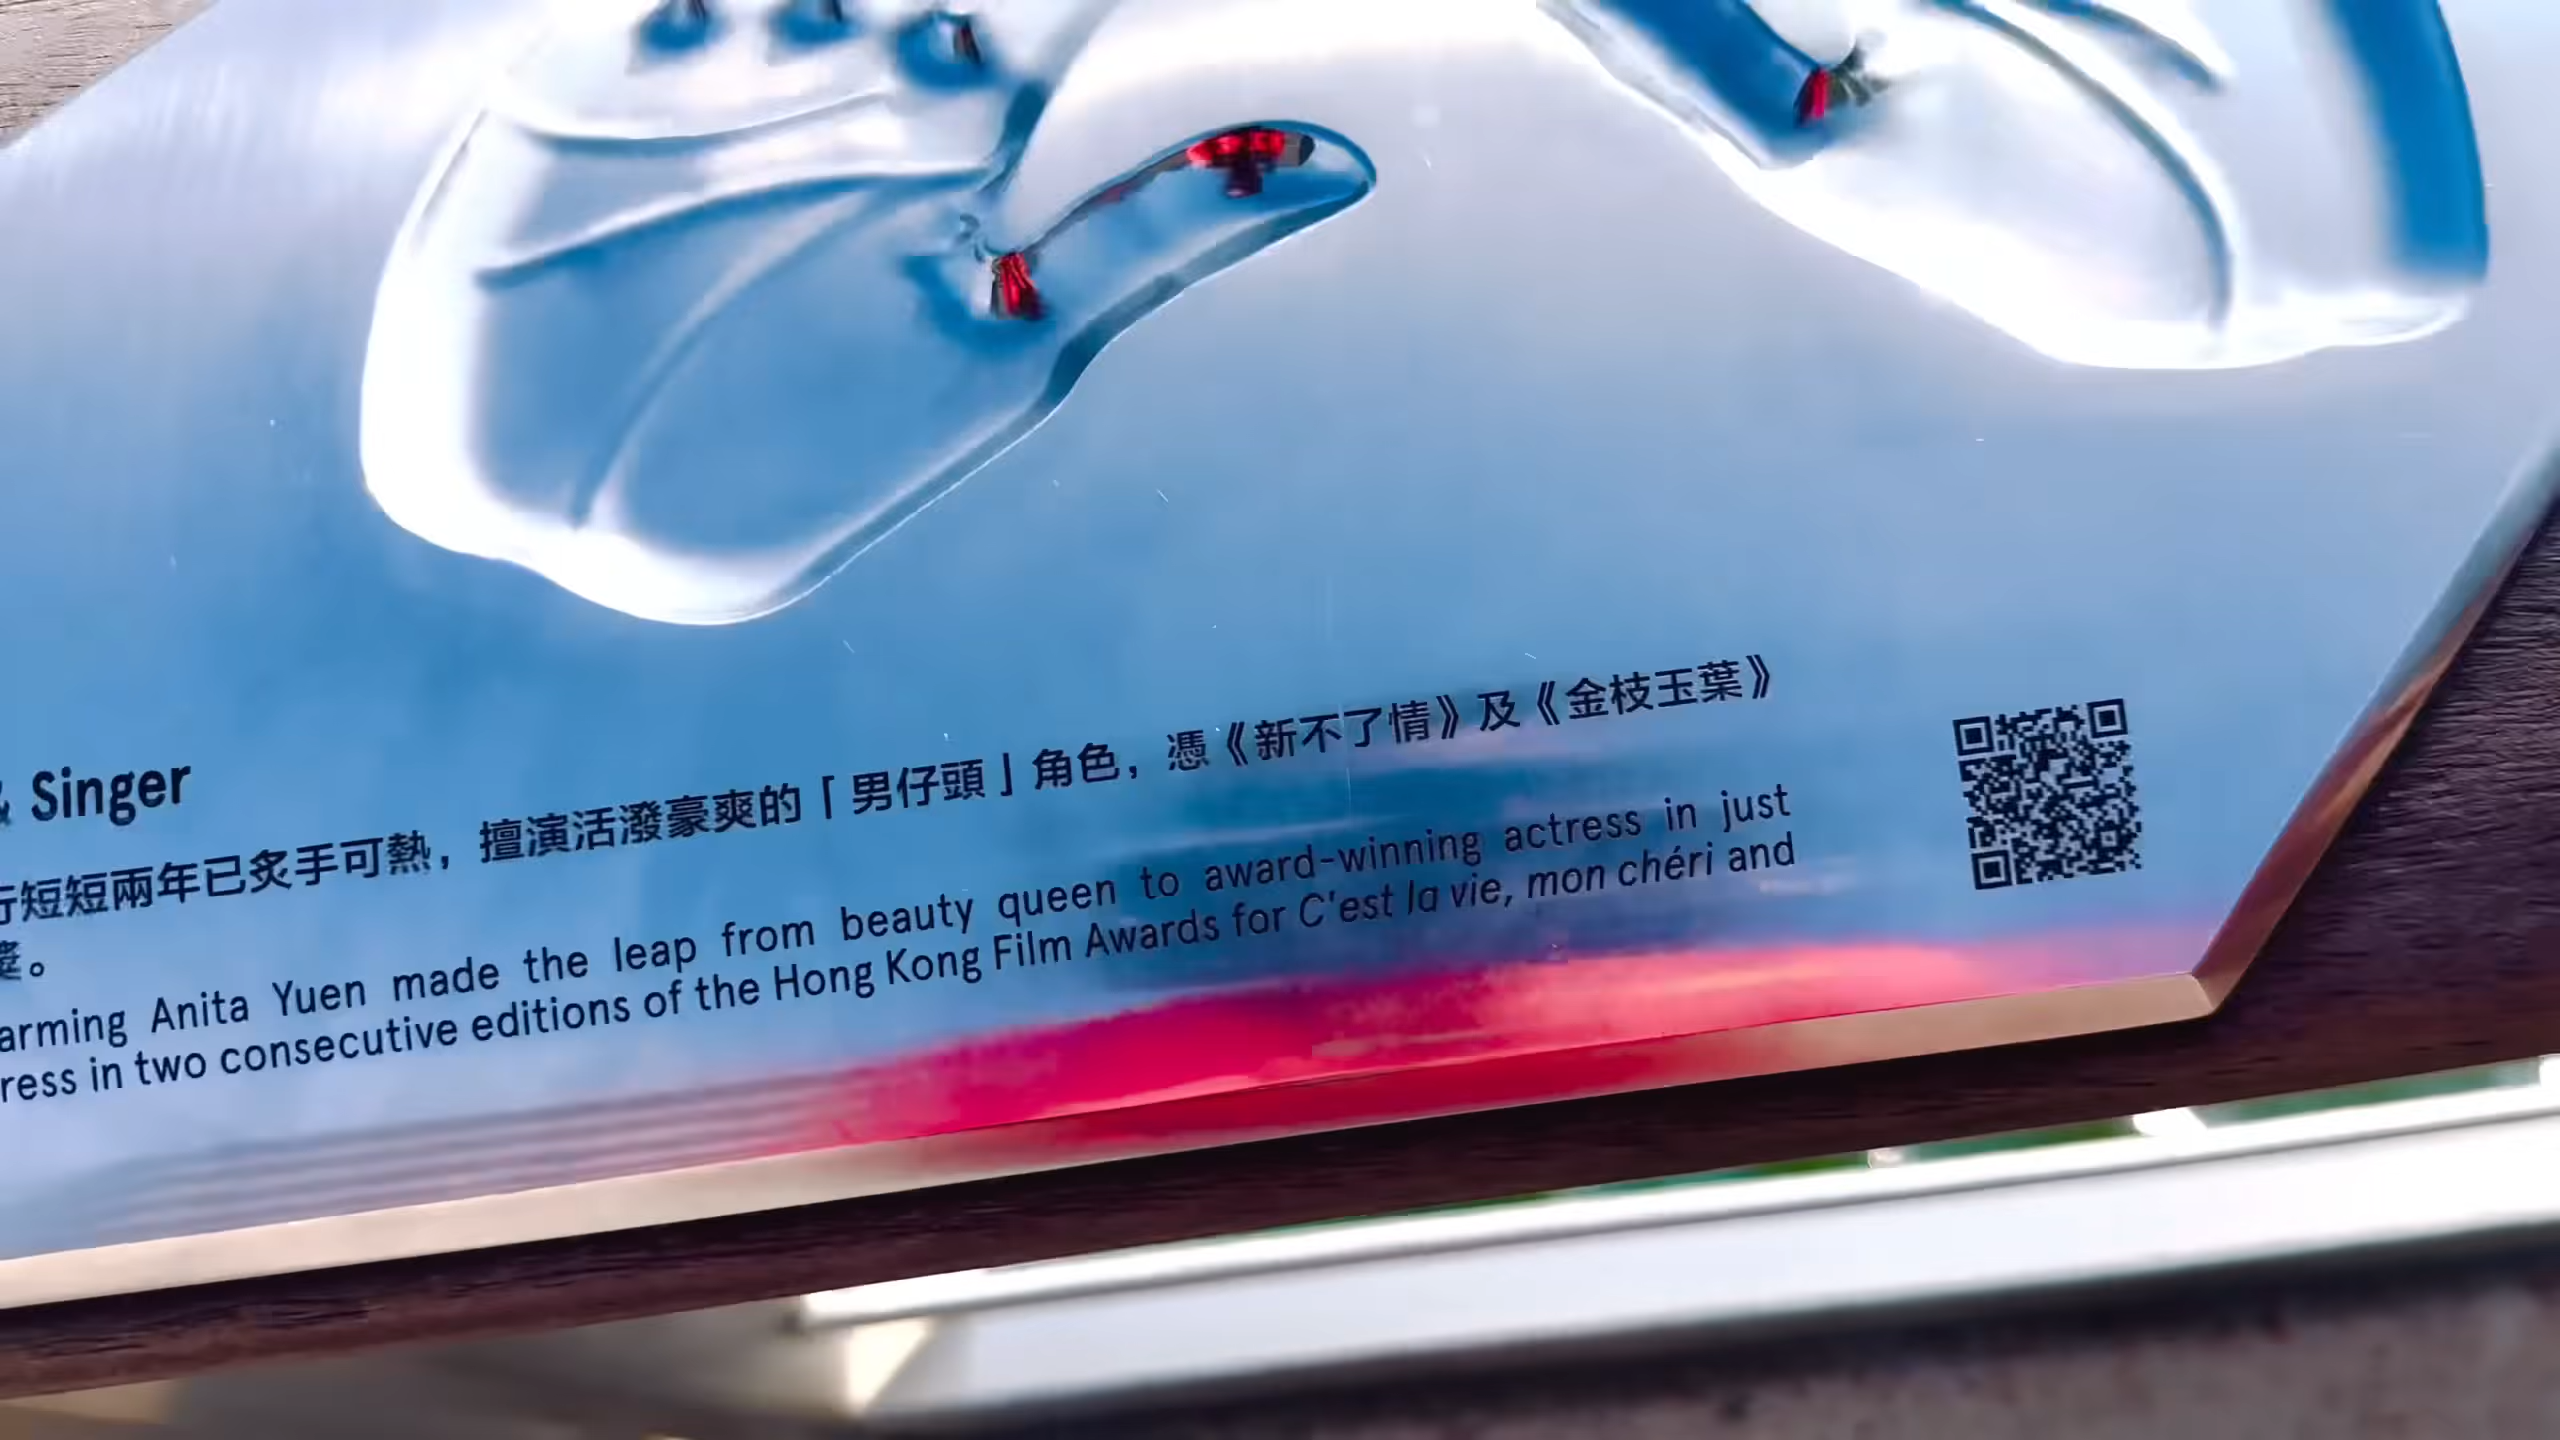 & Singer
行短短兩年已炙手可熱，擅演活潑豪爽的「男仔頭」角色，憑《新不了情》及《金枝玉葉》
獎。
arming Anita Yuen made the leap from beauty queen to award-winning actress in just
ress in two consecutive editions of the Hong Kong Film Awards for C'est la vie, mon chéri and